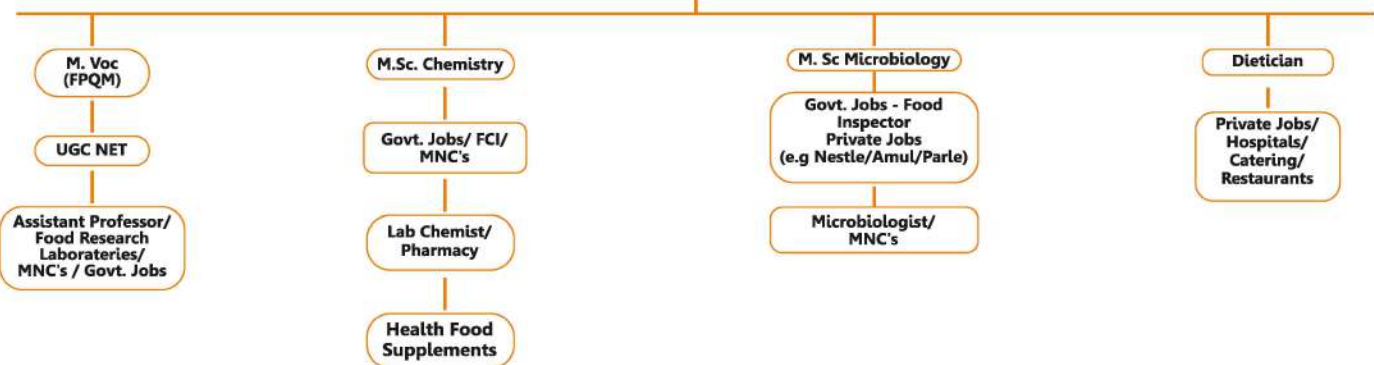 M. Voc
(FPQM)
UGC NET
Assistant Professor/
Food Research
Laborateries/
MNC's / Govt. Jobs
M.Sc. Chemistry
Govt. Jobs/ FCI/
MNC's
Lab Chemist/
Pharmacy
Health Food
Supplements
M. Sc Microbiology
Govt. Jobs - Food
Inspector
Private Jobs
(e.g Nestle/Amul/Parle)
Microbiologist/
MNC's
Dietician
Private Jobs/
Hospitals/
Catering/
Restaurants